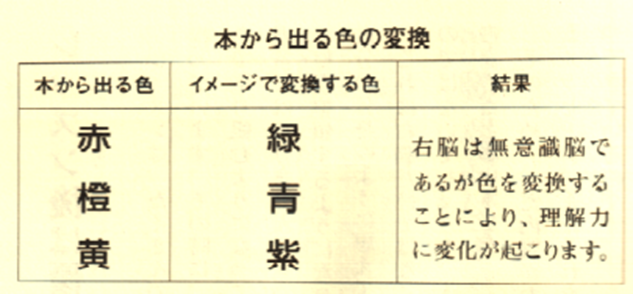 本から出る色の変換
本から出る色 イメージで変換する色 結果
赤 緑
橙 青
黄 紫
右脳は無意識脳で
あるが色を変換する
ことにより、理解力
に変化が起こります。